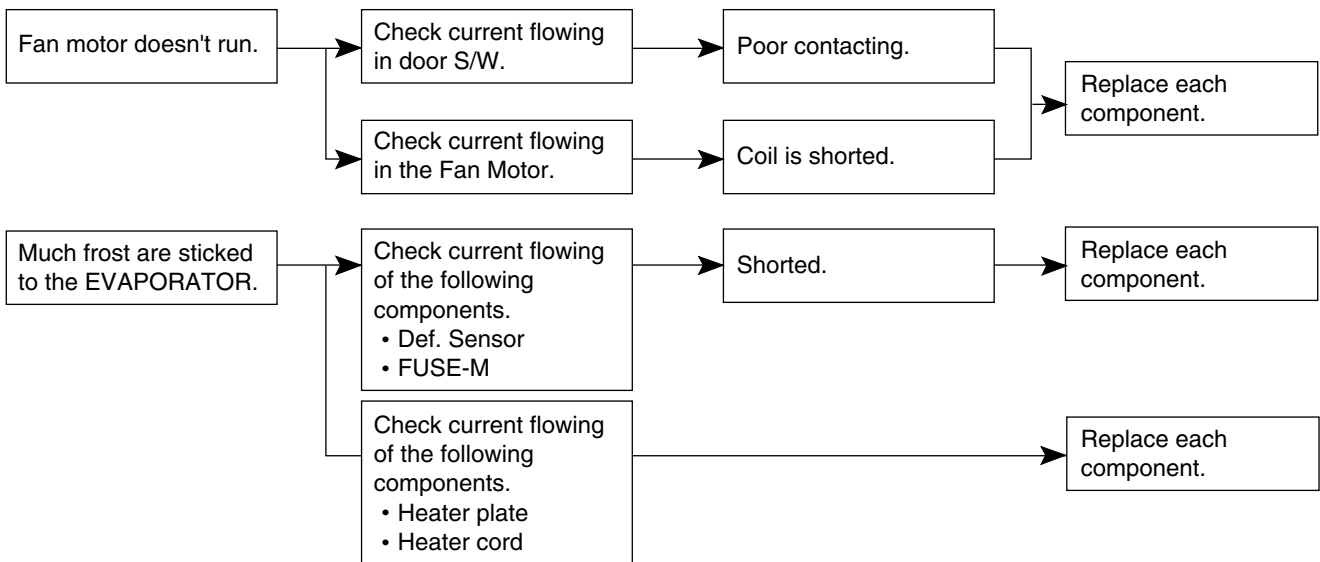 Fan motor doesn't run.
Check current flowing
in door S/W.
Poor contacting.
Replace each
component.
Check current flowing
in the Fan Motor.
Coil is shorted.
Much frost are sticked
to the EVAPORATOR.
Check current flowing
of the following
components.
• Def. Sensor
• FUSE-M
Shorted.
Replace each
component.
Check current flowing
of the following
components.
• Heater plate
• Heater cord
Replace each
component.